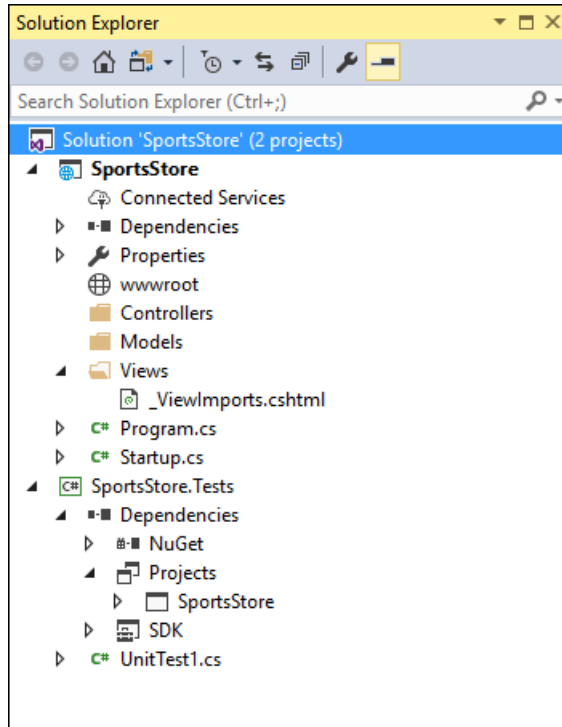 Solution Explorer
Search Solution Explorer (Ctrl+;)
Solution 'SportsStore' (2 projects)
SportsStore
Connected Services
Dependencies
Properties
wwwroot
Controllers
Models
Views
_ViewImports.cshtml
C# Program.cs
C# Startup.cs
C# SportsStore.Tests
Dependencies
NuGet
Projects
SportsStore
SDK
C# UnitTest1.cs